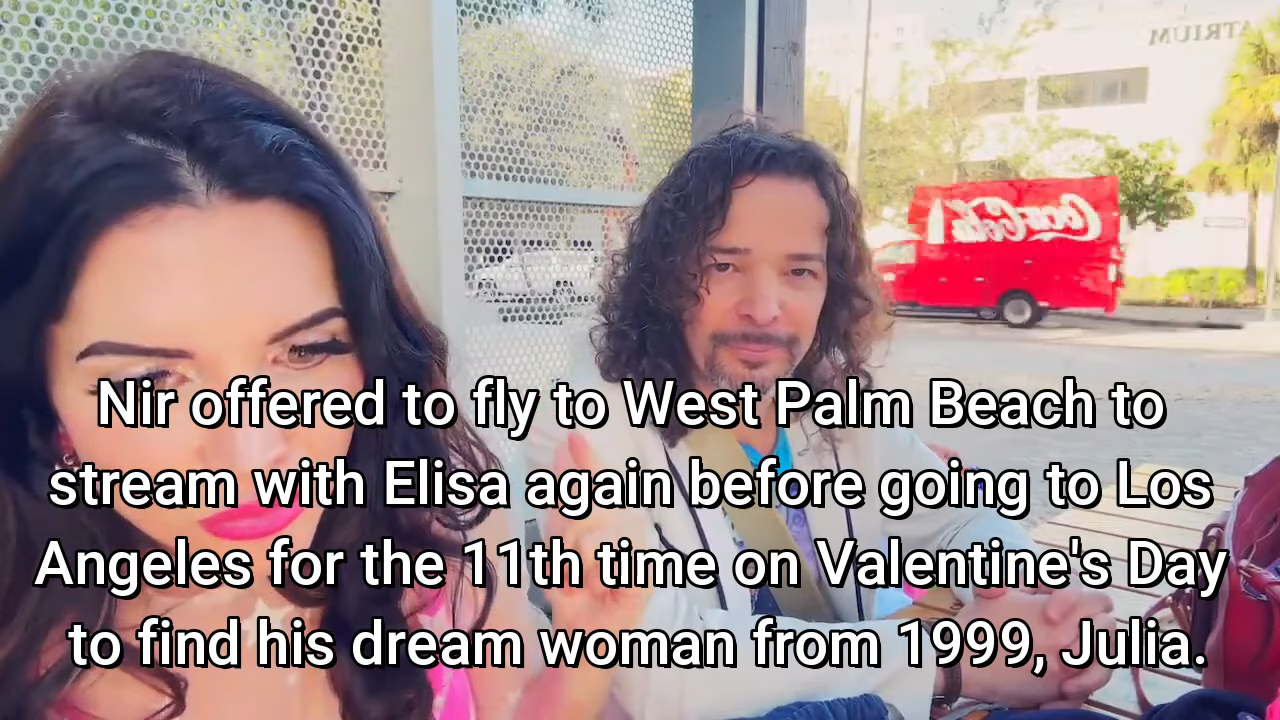 ATRIUM
Coca-Cola
Nir offered to fly to West Palm Beach to
stream with Elisa again before going to Los
Angeles for the 11th time on Valentine's Day
to find his dream woman from 1999, Julia.